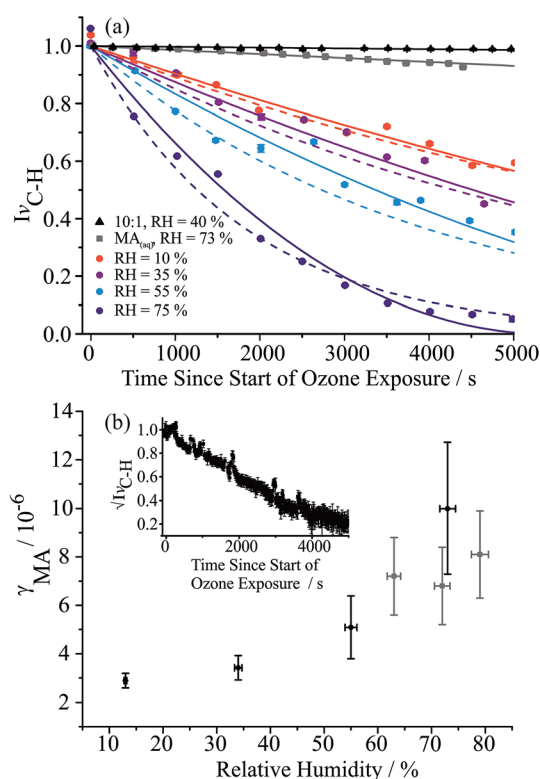 (a)
1.0
0.8
0.6
0.4
0.2
0.0
IνC-H
10:1, RH = 40 %
MA(aq), RH = 73 %
RH = 10 %
RH = 35 %
RH = 55 %
RH = 75 %
0 1000 2000 3000 4000 5000
Time Since Start of Ozone Exposure / s
(b)
14
12
10
8
6
4
2
γMA / 10-6
1.0
0.8
0.6
0.4
0.2
√IνC-H
0 2000 4000
Time Since Start of
Ozone Exposure / s
10 20 30 40 50 60 70 80
Relative Humidity / %